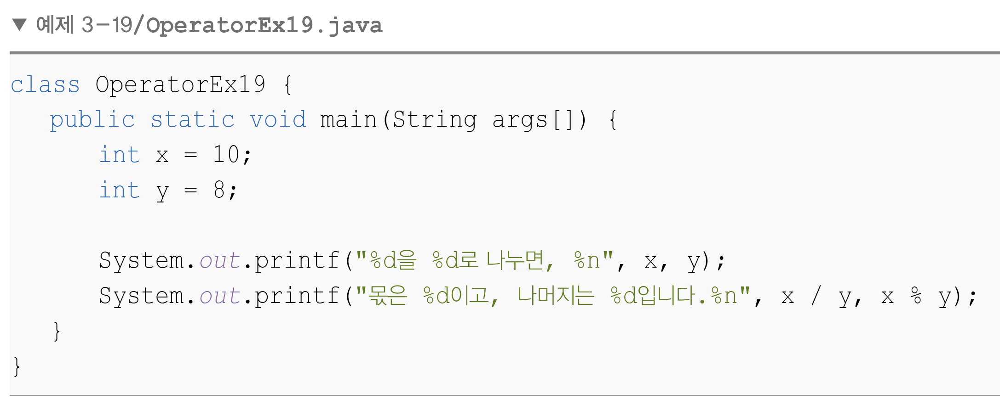 ▼ 예제 3-19/OperatorEx19.java
class OperatorEx19 {
public static void main(String args[]) {
int x = 10;
int y = 8;
System.out.printf("%d을 %d로 나누면, %n", x, y);
System.out.printf("몫은 %d이고, 나머지는 %d입니다.%n", x / y, x % y);
}
}